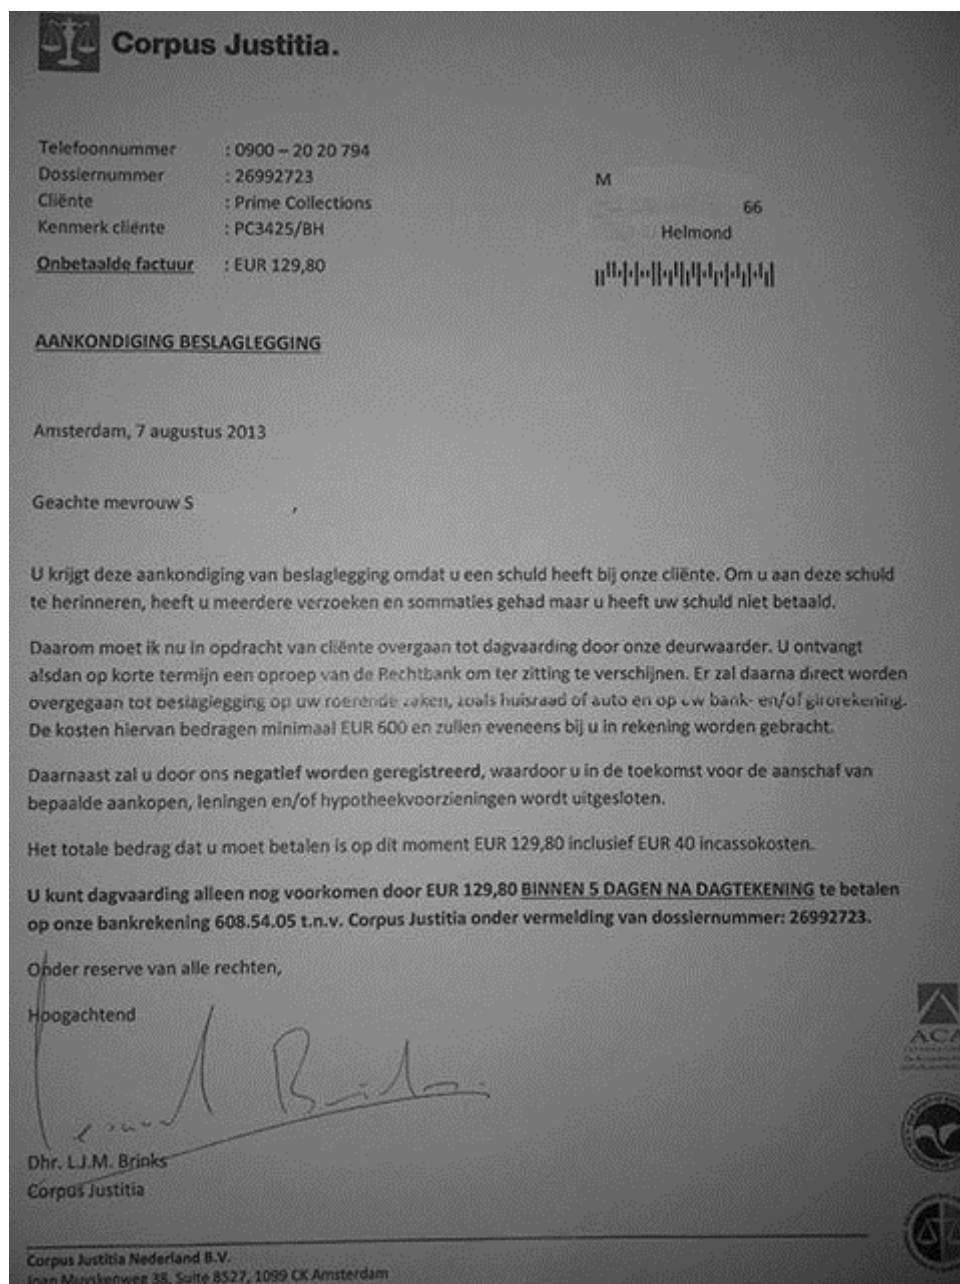 Corpus Justitia.
Telefoonnummer : 0900 – 20 20 794
Dossiernummer : 26992723
Cliënte : Prime Collections
Kenmerk cliënte : PC3425/BH
Onbetaalde factuur : EUR 129,80
M
66
Helmond
AANKONDIGING BESLAGLEGGING
Amsterdam, 7 augustus 2013
Geachte mevrouw S ,
U krijgt deze aankondiging van beslaglegging omdat u een schuld heeft bij onze cliënte. Om u aan deze schuld
te herinneren, heeft u meerdere verzoeken en sommaties gehad maar u heeft uw schuld niet betaald.
Daarom moet ik nu in opdracht van cliënte overgaan tot dagvaarding door onze deurwaarder. U ontvangt
alsdan op korte termijn een oproep van de Rechtbank om ter zitting te verschijnen. Er zal daarna direct worden
overgegaan tot beslaglegging op uw roerende zaken, zoals huisraad of auto en op uw bank- en/of girorekening.
De kosten hiervan bedragen minimaal EUR 600 en zullen eveneens bij u in rekening worden gebracht.
Daarnaast zal u door ons negatief worden geregistreerd, waardoor u in de toekomst voor de aanschaf van
bepaalde aankopen, leningen en/of hypotheekvoorzieningen wordt uitgesloten.
Het totale bedrag dat u moet betalen is op dit moment EUR 129,80 inclusief EUR 40 incassokosten.
U kunt dagvaarding alleen nog voorkomen door EUR 129,80 BINNEN 5 DAGEN NA DAGTEKENING te betalen
op onze bankrekening 608.54.05 t.n.v. Corpus Justitia onder vermelding van dossiernummer: 26992723.
Onder reserve van alle rechten,
Hoogachtend
Dhr. L.J.M. Brinks
Corpus Justitia
ACA
Corpus Justitia Nederland B.V.
Joan Muyskenweg 38, Suite 8527, 1099 CK Amsterdam